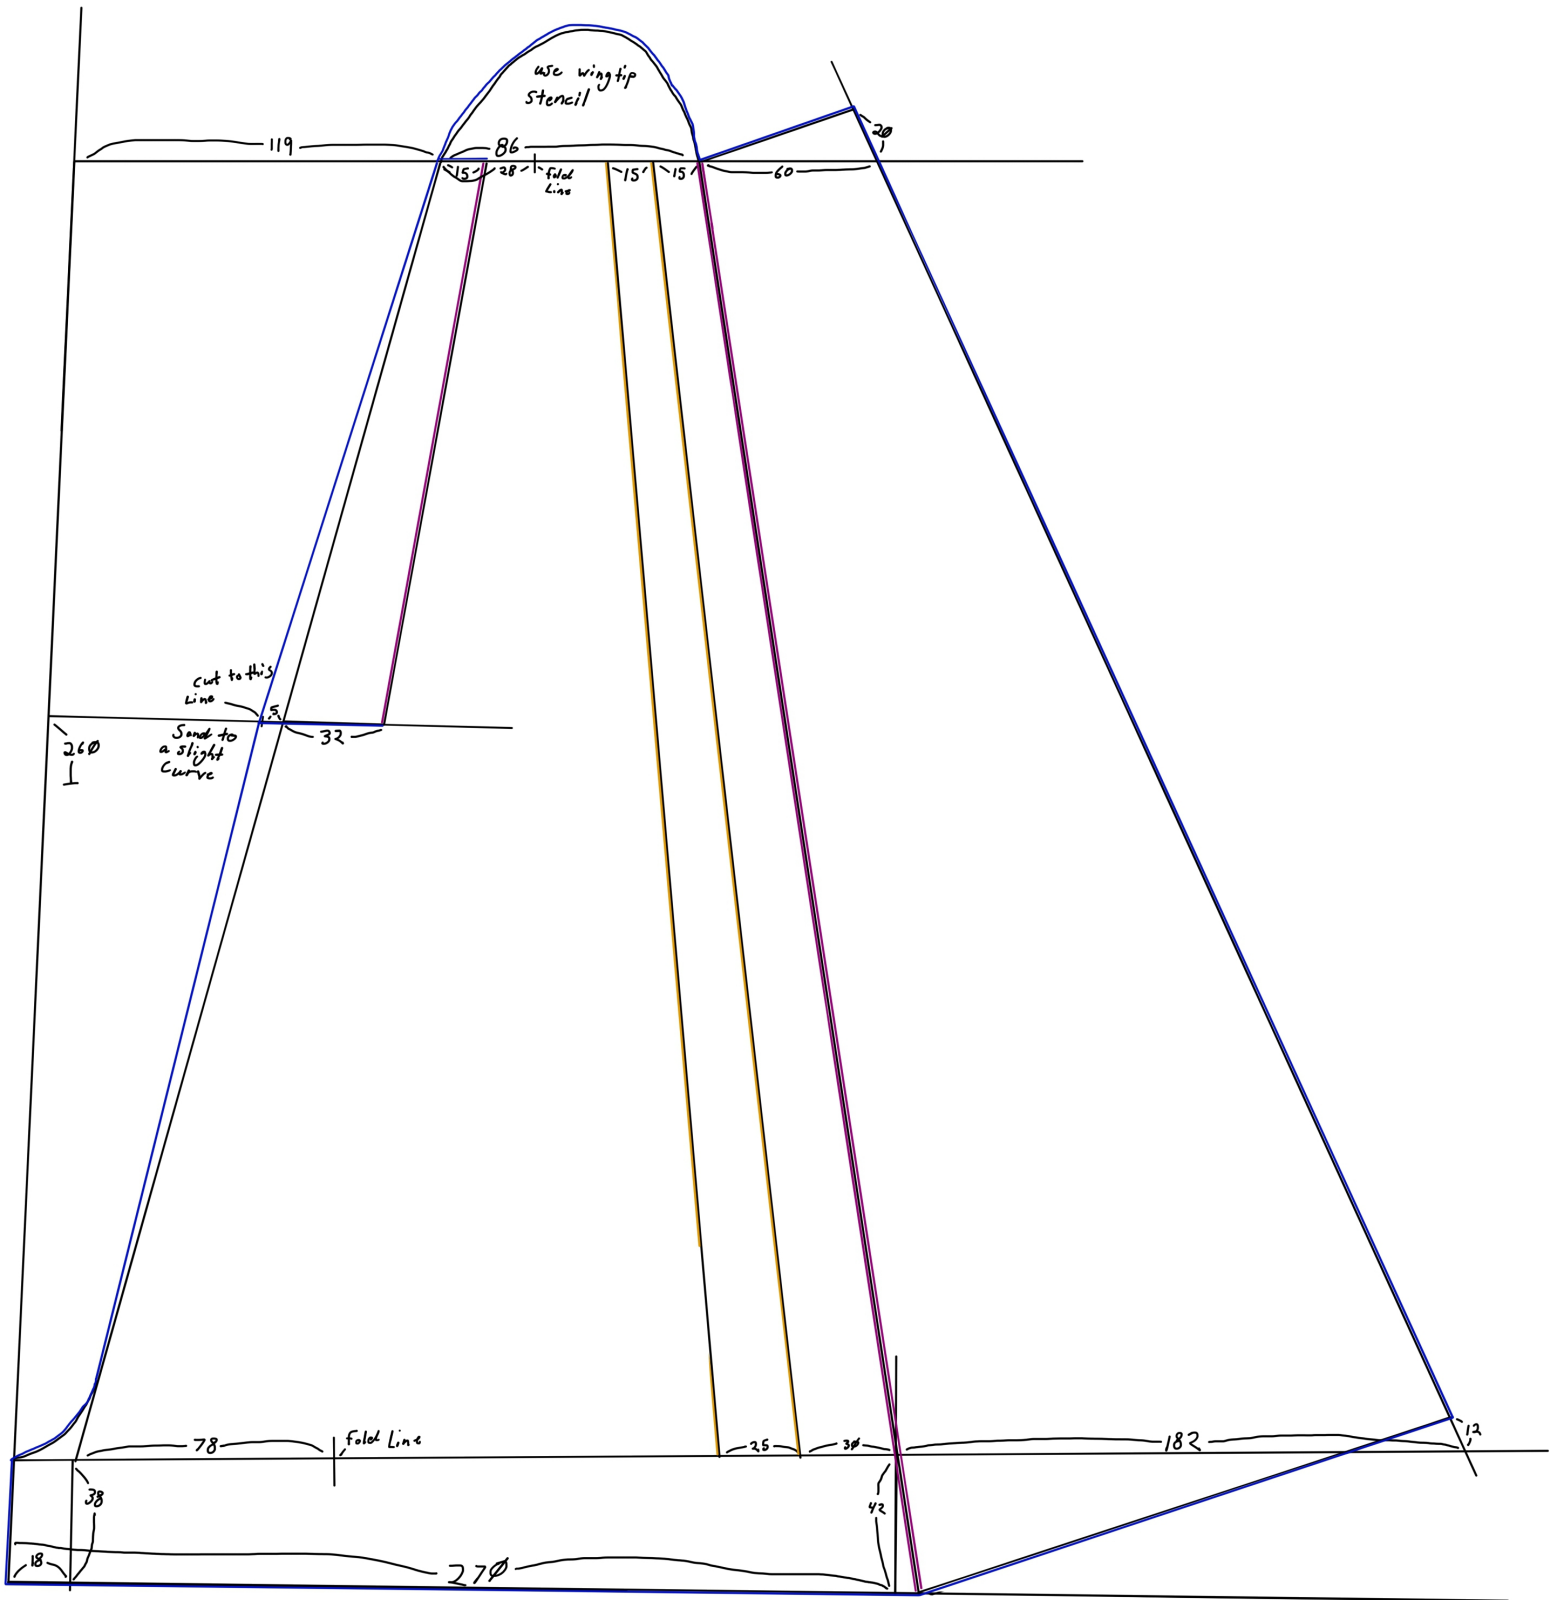 use wingtip
stencil
119
86
20
15
28
fold
Line
15
15
60
Cut to this
Line
5
32
Sand to
a slight
Curve
260
78
fold Line
25
30
182
12
38
42
18
270